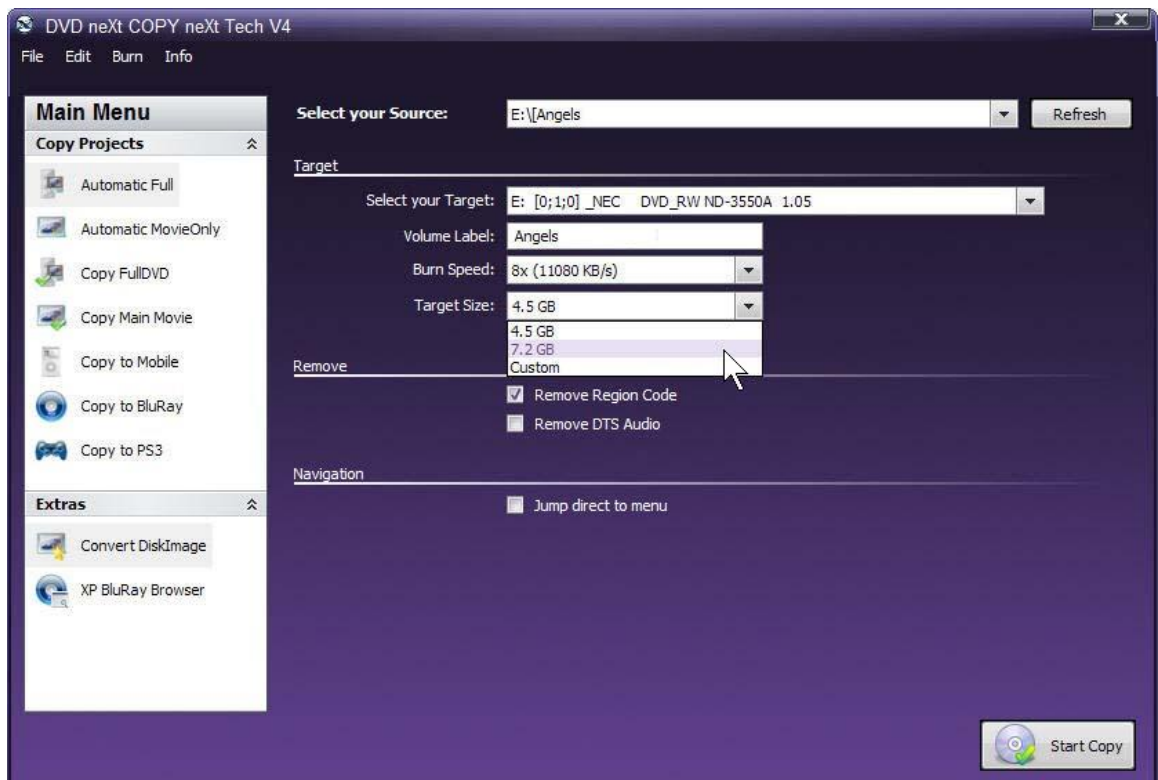 DVD neXt COPY neXt Tech V4
X
File Edit Burn Info
Main Menu
Copy Projects
Automatic Full
Automatic MovieOnly
Copy FullDVD
Copy Main Movie
Copy to Mobile
Copy to BluRay
Copy to PS3
Extras
Convert DiskImage
XP BluRay Browser
Select your Source: E:\[Angels Refresh
Target
Select your Target: E: [0;1;0] _NEC DVD_RW ND-3550A 1.05
Volume Label: Angels
Burn Speed: 8x (11080 KB/s)
Target Size: 4.5 GB
4.5 GB
7.2 GB
Custom
Remove
Remove Region Code
Remove DTS Audio
Navigation
Jump direct to menu
Start Copy